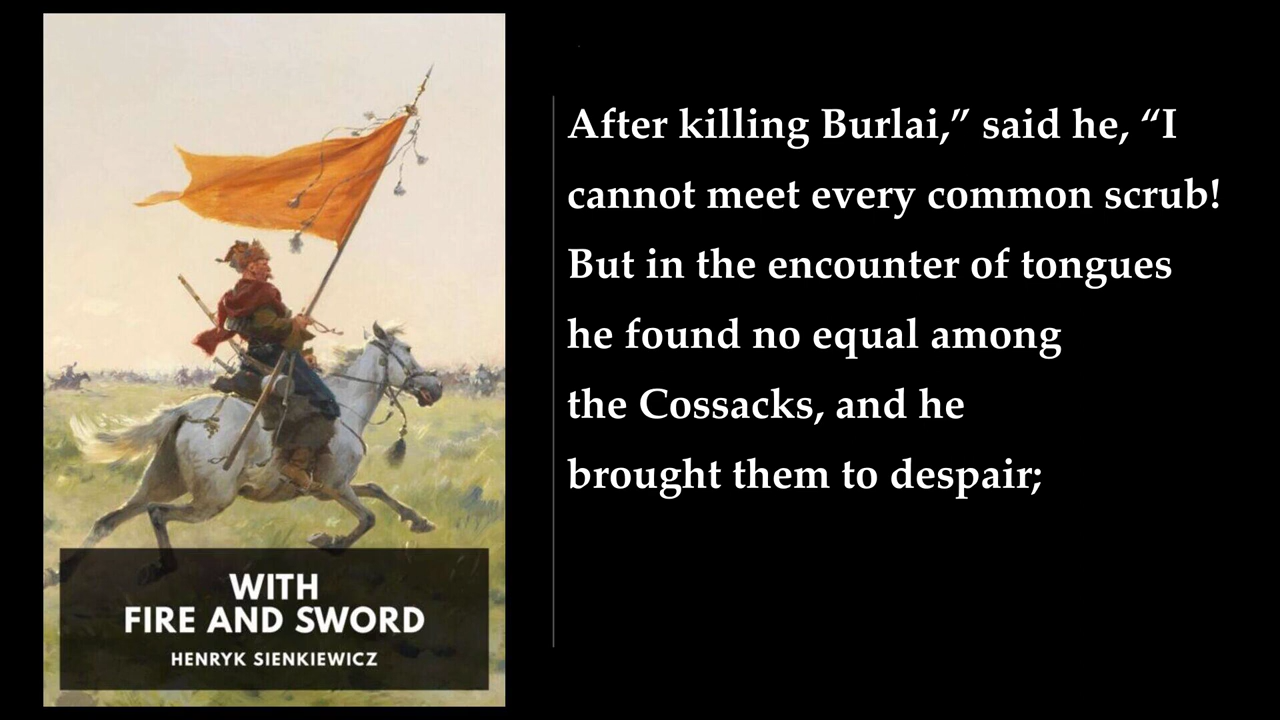 After killing Burlai,” said he, “I
cannot meet every common scrub!
But in the encounter of tongues
he found no equal among
the Cossacks, and he
brought them to despair;
WITH
FIRE AND SWORD
HENRYK SIENKIEWICZ